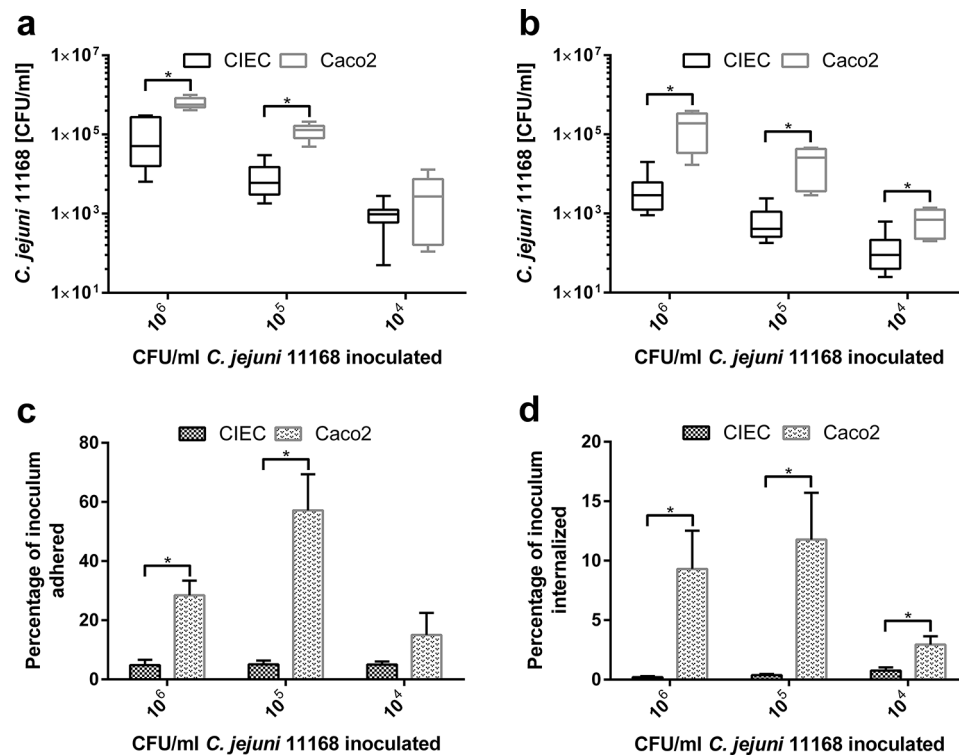 a
CIEC Caco2
C. jejuni 11168 [CFU/ml]
1×10⁷
1×10⁵
1×10³
1×10¹
*
*
10⁶ 10⁵ 10⁴
CFU/ml C. jejuni 11168 inoculated
b
CIEC Caco2
C. jejuni 11168 [CFU/ml]
1×10⁷
1×10⁵
1×10³
1×10¹
*
*
*
10⁶ 10⁵ 10⁴
CFU/ml C. jejuni 11168 inoculated
c
CIEC Caco2
Percentage of inoculum
adhered
80
60
40
20
0
*
*
10⁶ 10⁵ 10⁴
CFU/ml C. jejuni 11168 inoculated
d
CIEC Caco2
Percentage of inoculum
internalized
20
15
10
5
0
*
*
*
10⁶ 10⁵ 10⁴
CFU/ml C. jejuni 11168 inoculated